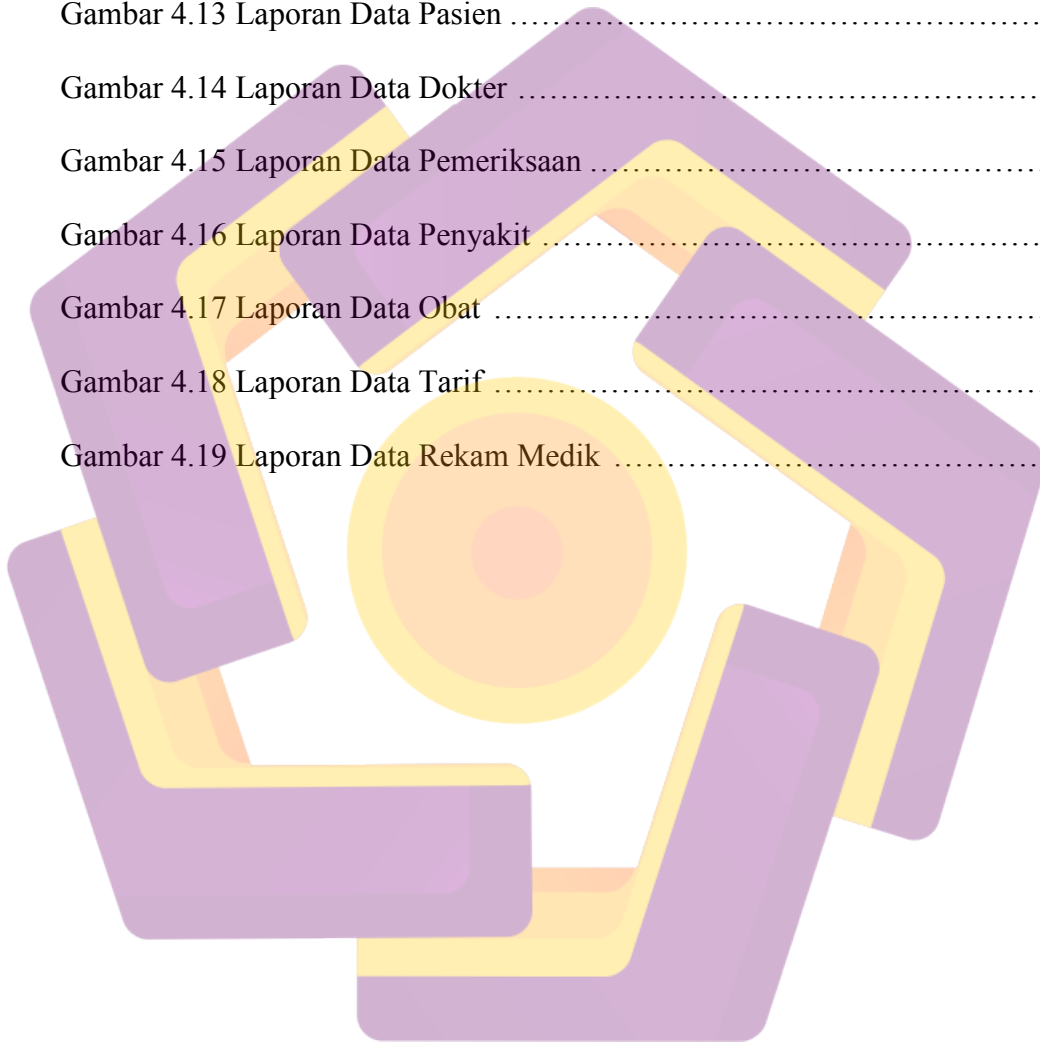 Gambar 4.13 Laporan Data Pasien ……………………………………
Gambar 4.14 Laporan Data Dokter ……………………………………
Gambar 4.15 Laporan Data Pemeriksaan ………………………………
Gambar 4.16 Laporan Data Penyakit …………………………………
Gambar 4.17 Laporan Data Obat ………………………………………
Gambar 4.18 Laporan Data Tarif ………………………………………
Gambar 4.19 Laporan Data Rekam Medik ……………………………